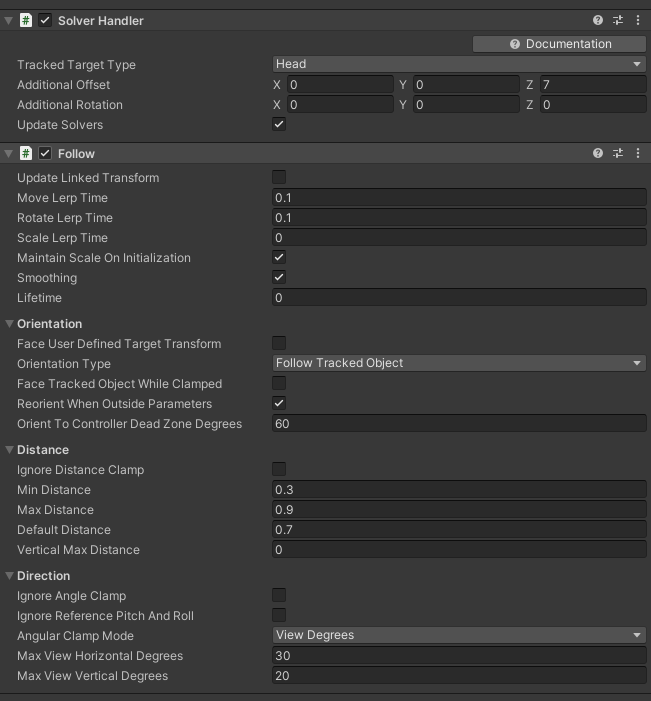 Solver Handler
Documentation
Tracked Target Type Head
Additional Offset X 0 Y 0 Z 7
Additional Rotation X 0 Y 0 Z 0
Update Solvers
Follow
Update Linked Transform
Move Lerp Time 0.1
Rotate Lerp Time 0.1
Scale Lerp Time 0
Maintain Scale On Initialization
Smoothing
Lifetime 0
Orientation
Face User Defined Target Transform
Orientation Type Follow Tracked Object
Face Tracked Object While Clamped
Reorient When Outside Parameters
Orient To Controller Dead Zone Degrees 60
Distance
Ignore Distance Clamp
Min Distance 0.3
Max Distance 0.9
Default Distance 0.7
Vertical Max Distance 0
Direction
Ignore Angle Clamp
Ignore Reference Pitch And Roll
Angular Clamp Mode View Degrees
Max View Horizontal Degrees 30
Max View Vertical Degrees 20